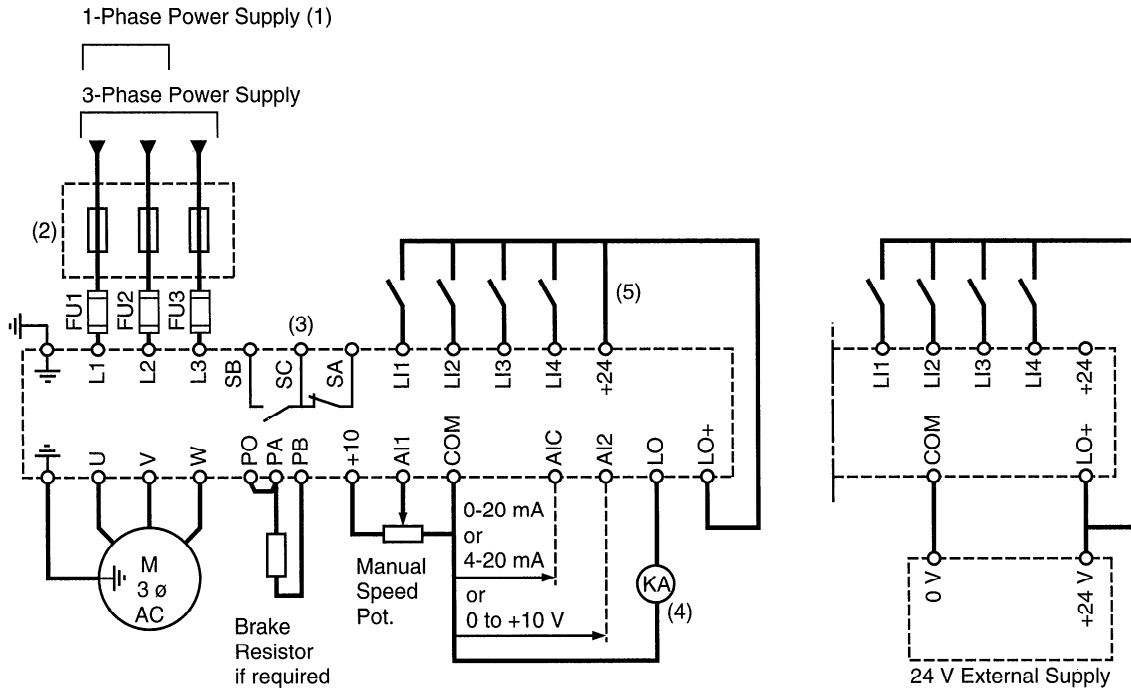 1-Phase Power Supply (1)
3-Phase Power Supply
(2)
FU1
FU2
FU3
(3)
(5)
L1
L2
L3
SB
SC
SA
LI1
LI2
LI3
LI4
+24
U
V
W
PO
PA
PB
+10
AI1
COM
AIC
AI2
LO
LO+
M
3 ø
AC
Brake
Resistor
if required
Manual
Speed
Pot.
0-20 mA
or
4-20 mA
or
0 to +10 V
KA
(4)
LI1
LI2
LI3
LI4
+24
COM
LO+
0 V
+24 V
24 V External Supply